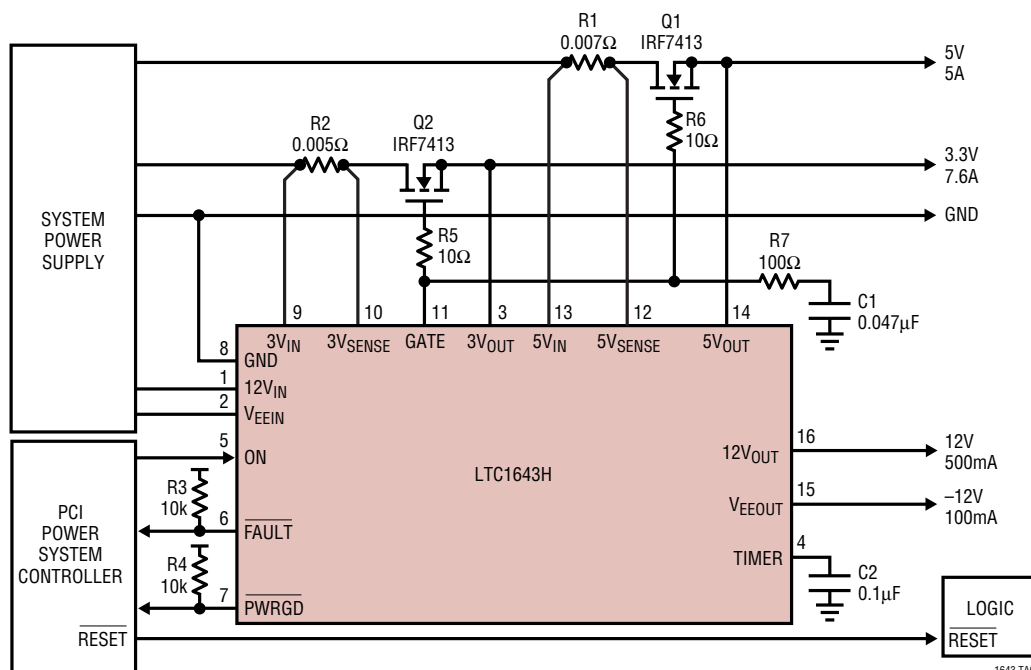 R1
0.007Ω
Q1
IRF7413
5V
5A
R6
10Ω
R2
0.005Ω
Q2
IRF7413
3.3V
7.6A
SYSTEM
POWER
SUPPLY
GND
R5
10Ω
R7
100Ω
C1
0.047µF
9
10
11
3
13
12
14
3VIN
3VSENSE
GATE
3VOUT
5VIN
5VSENSE
5VOUT
8
GND
1
12VIN
2
VEEIN
5
ON
LTC1643H
12VOUT
16
12V
500mA
VEEOUT
15
–12V
100mA
R3
10k
6
FAULT
PCI
POWER
SYSTEM
CONTROLLER
TIMER
4
R4
10k
C2
0.1µF
7
PWRGD
LOGIC
RESET
RESET